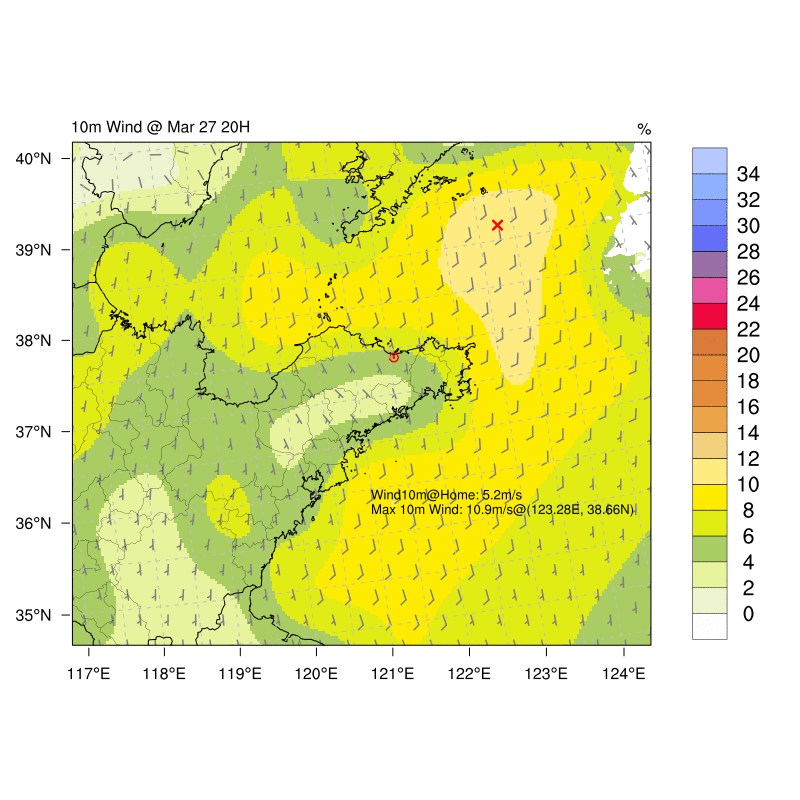 10m Wind @ Mar 27 20H
%
40°N
39°N
38°N
37°N
36°N
35°N
117°E
118°E
119°E
120°E
121°E
122°E
123°E
124°E
Wind10m@Home: 5.2m/s
Max 10m Wind: 10.9m/s@(123.28E, 38.66N)
34
32
30
28
26
24
22
20
18
16
14
12
10
8
6
4
2
0